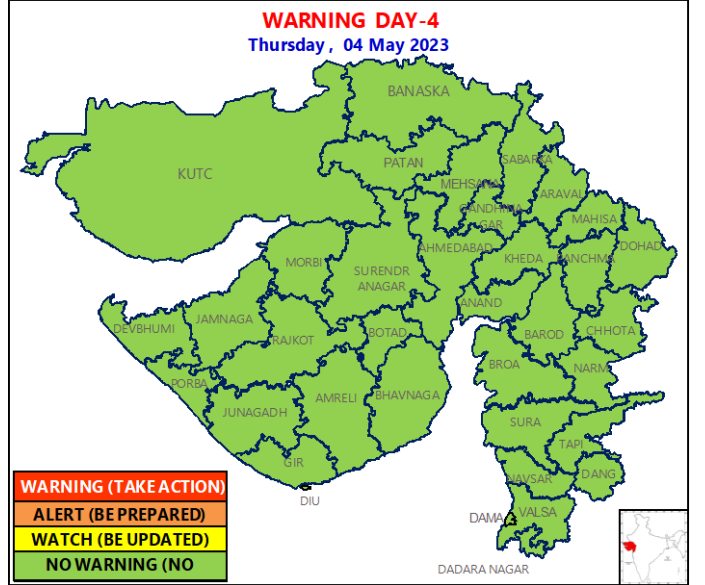 WARNING DAY-4
Thursday , 04 May 2023
BANASKA
KUTC
PATAN
SABARKA
MEHSANA
ARAVAL
GANDHINA
GAR
MAHISA
AHMEDABAD
DOHAD
KHEDA
PANCHMA
MORBI
SURENDR
ANAGAR
ANAND
JAMNAGA
DEVBHUMI
RAJKOT
BOTAD
BAROD
CHHOTA
BROA
NARM
PORBA
JUNAGADH
AMRELI
BHAVNAGA
SURA
TAPI
GIR
NAVSAR
DANG
DIU
DAMA
VALSA
DADARA NAGAR
WARNING (TAKE ACTION)
ALERT (BE PREPARED)
WATCH (BE UPDATED)
NO WARNING (NO